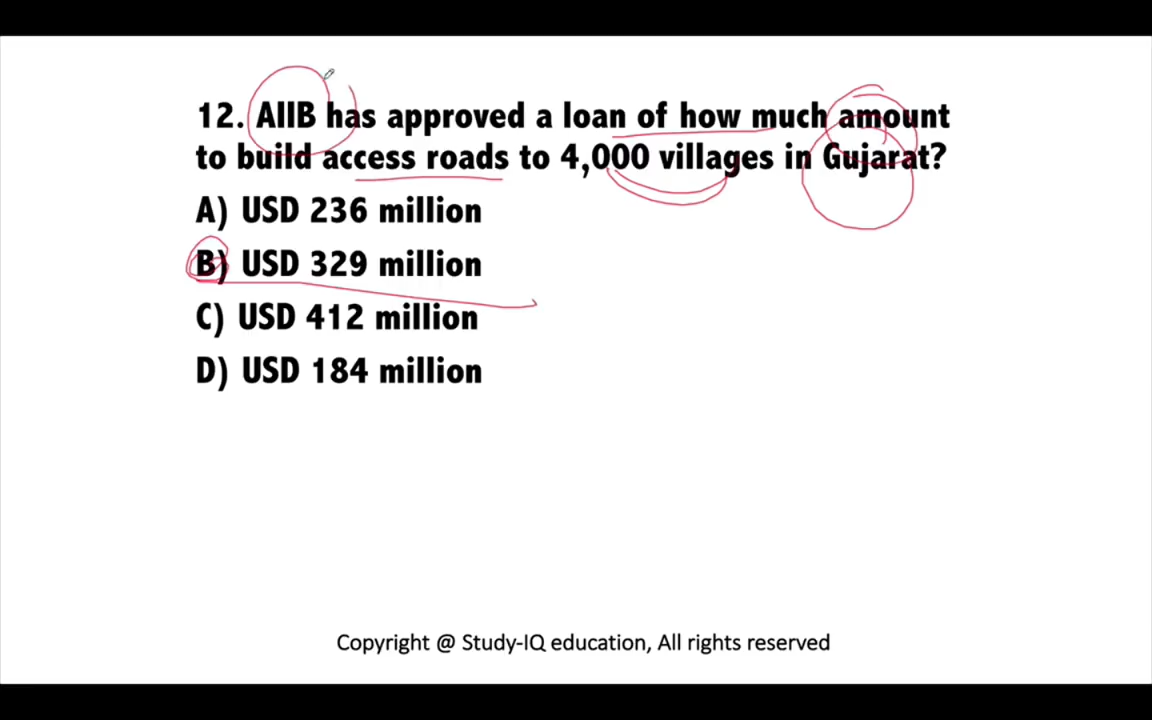 12. AIIB has approved a loan of how much amount
to build access roads to 4,000 villages in Gujarat?
A) USD 236 million
B) USD 329 million
C) USD 412 million
D) USD 184 million
Copyright @ Study-IQ education, All rights reserved